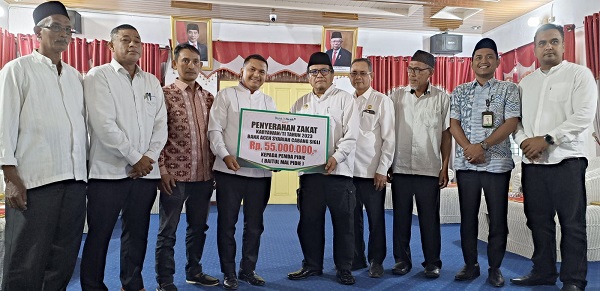 PENYERAHAN ZAKAT
KARYAWAN/TI TAHUN 2023
BANK ACEH SYARIAH CABANG SIGLI
Rp. 55.000.000,-
KEPADA PEMDA PIDIE
( BAITUL MAL PIDIE )